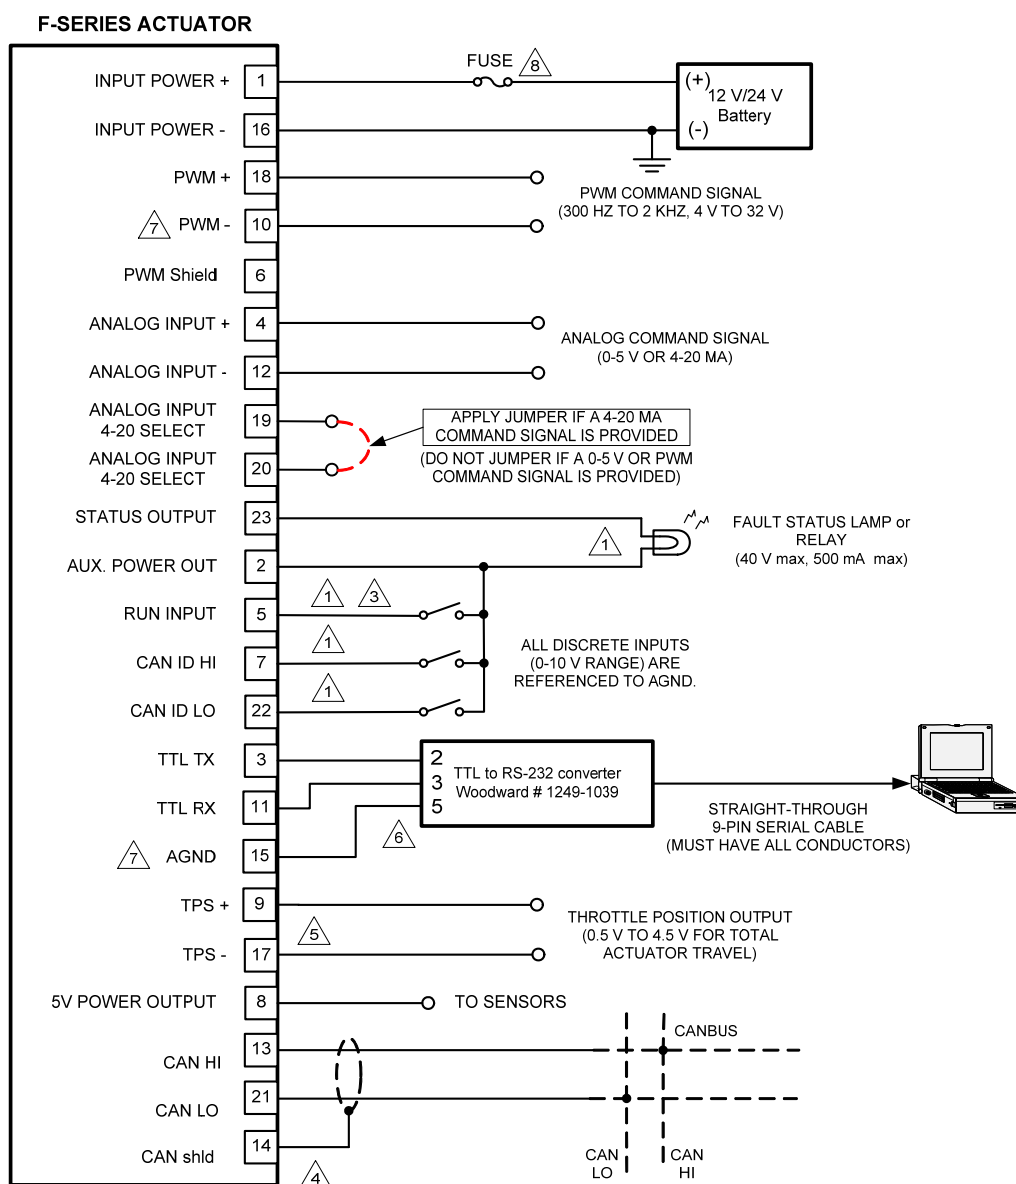 F-SERIES ACTUATOR
INPUT POWER + 1
FUSE 8
(+)
12 V/24 V
Battery
(-)
INPUT POWER - 16
PWM + 18
PWM COMMAND SIGNAL
(300 HZ TO 2 KHZ, 4 V TO 32 V)
7 PWM - 10
PWM Shield 6
ANALOG INPUT + 4
ANALOG COMMAND SIGNAL
(0-5 V OR 4-20 MA)
ANALOG INPUT - 12
ANALOG INPUT
4-20 SELECT
19
APPLY JUMPER IF A 4-20 MA
COMMAND SIGNAL IS PROVIDED
(DO NOT JUMPER IF A 0-5 V OR PWM
COMMAND SIGNAL IS PROVIDED)
ANALOG INPUT
4-20 SELECT
20
STATUS OUTPUT 23
1
FAULT STATUS LAMP or
RELAY
(40 V max, 500 mA max)
AUX. POWER OUT 2
RUN INPUT 5
1 3
CAN ID HI 7
1
ALL DISCRETE INPUTS
(0-10 V RANGE) ARE
REFERENCED TO AGND.
CAN ID LO 22
1
TTL TX 3
2
3
5
TTL to RS-232 converter
Woodward # 1249-1039
TTL RX 11
STRAIGHT-THROUGH
9-PIN SERIAL CABLE
(MUST HAVE ALL CONDUCTORS)
6
7 AGND 15
TPS + 9
5
THROTTLE POSITION OUTPUT
(0.5 V TO 4.5 V FOR TOTAL
ACTUATOR TRAVEL)
TPS - 17
5V POWER OUTPUT 8
TO SENSORS
CANBUS
CAN HI 13
CAN LO 21
CAN shld 14
4
CAN
LO
CAN
HI